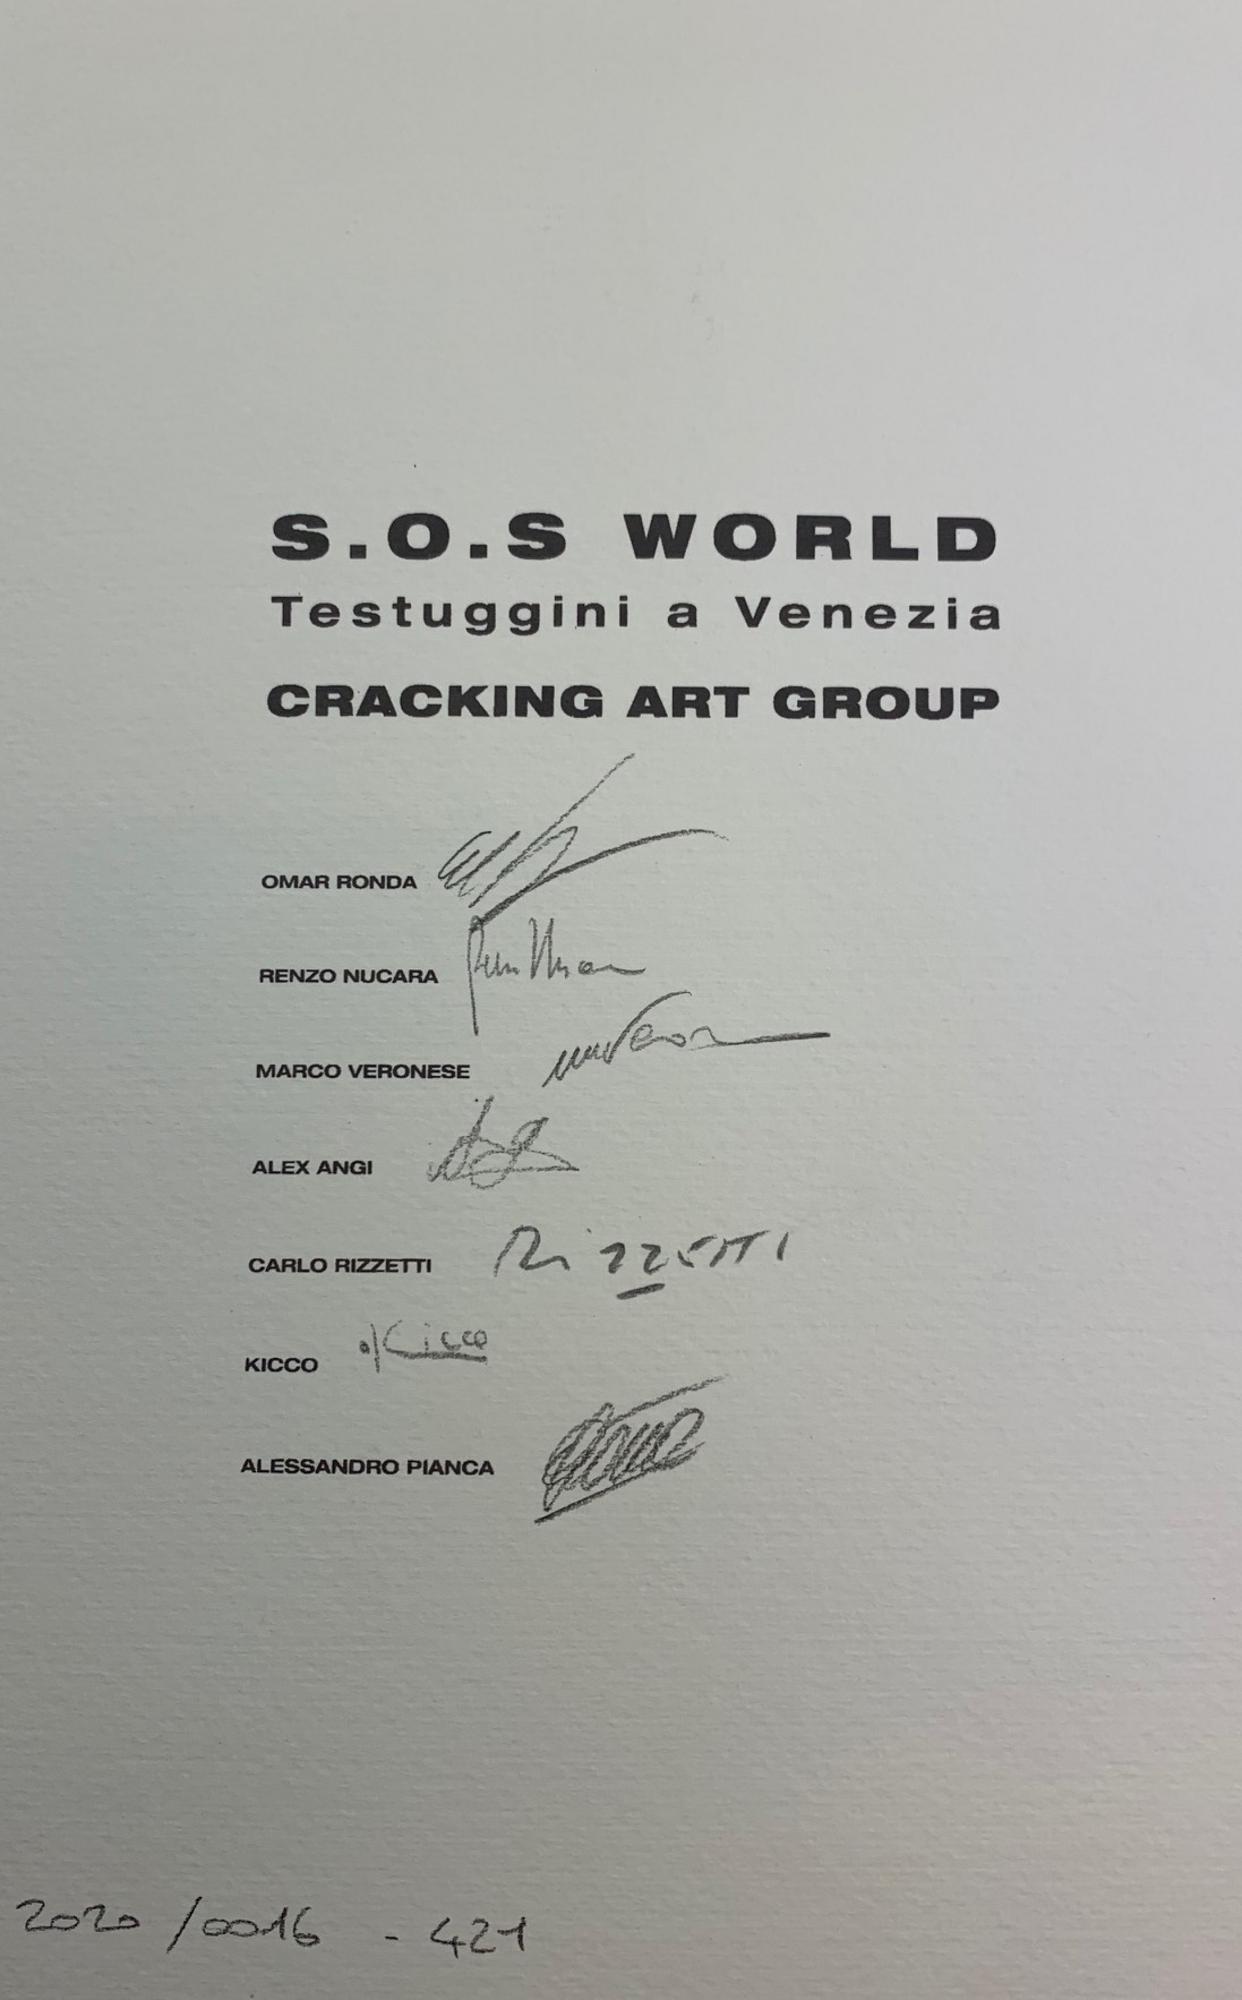 S.O.S WORLD
Testuggini a Venezia
CRACKING ART GROUP
OMAR RONDA
RENZO NUCARA
MARCO VERONESE
ALEX ANGI
CARLO RIZZETTI RIZZETTI
KICCO Kicco
ALESSANDRO PIANCA
2020/0016 - 421